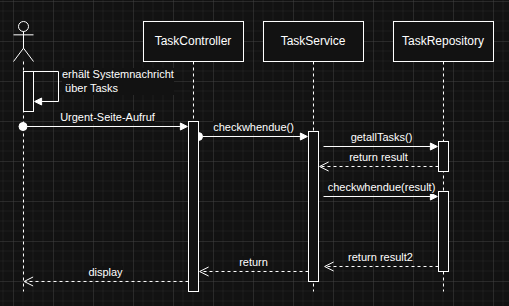 TaskController
TaskService
TaskRepository
erhält Systemnachricht
über Tasks
Urgent-Seite-Aufruf
checkwhendue()
getallTasks()
return result
checkwhendue(result)
return result2
return
display